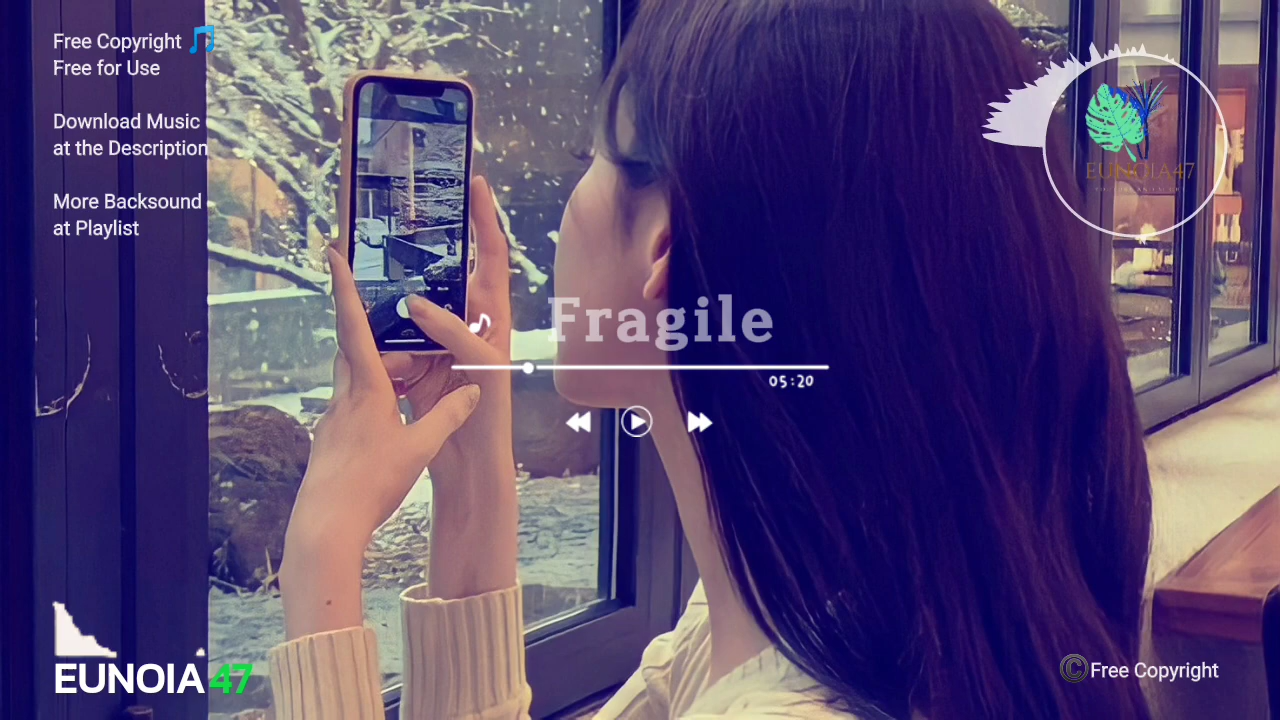 Free Copyright
Free for Use
Download Music
at the Description
More Backsound
at Playlist
EUNOIA47
Fragile
05:20
EUNOIA47
© Free Copyright